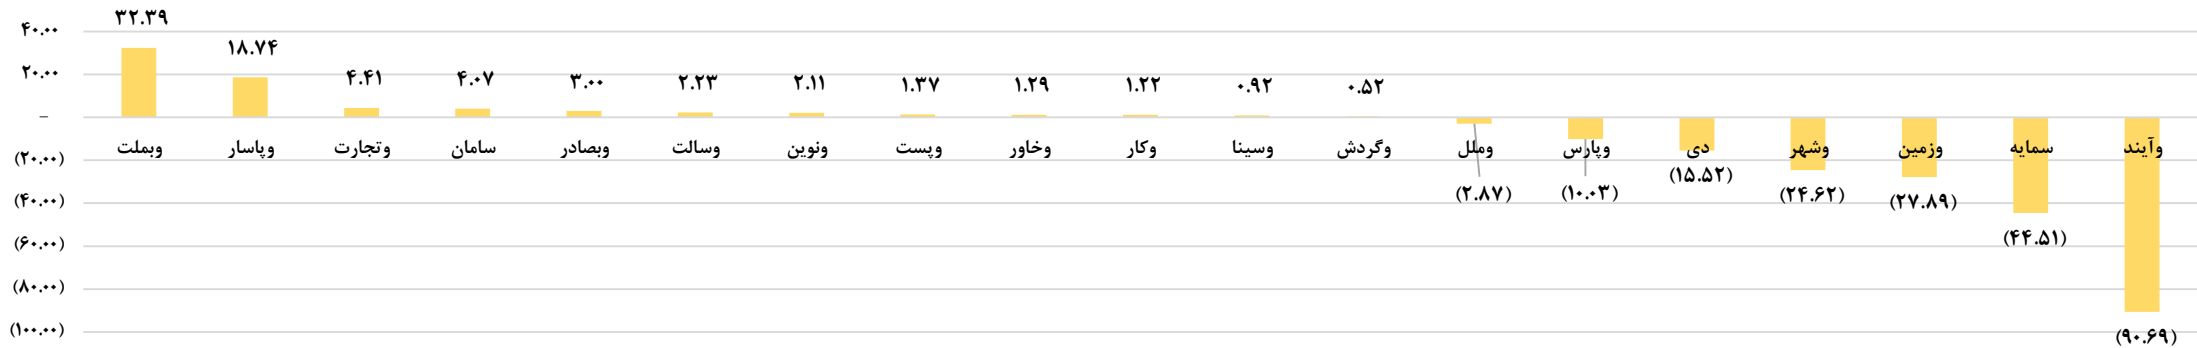 ۴۰.۰۰
۲۰.۰۰
–
(۲۰.۰۰)
(۴۰.۰۰)
(۶۰.۰۰)
(۸۰.۰۰)
(۱۰۰.۰۰)
۳۲.۳۹
۱۸.۷۴
۴.۴۱
۴.۰۷
۳.۰۰
۲.۲۳
۲.۱۱
۱.۳۷
۱.۲۹
۱.۲۲
۰.۹۲
۰.۵۲
(۲.۸۷)
(۱۰.۰۳)
(۱۵.۵۲)
(۲۴.۶۲)
(۲۷.۸۹)
(۴۴.۵۱)
(۹۰.۶۹)
وبملت
وپاسار
وتجارت
سامان
وبصادر
وسالت
ونوین
وپست
وخاور
وکار
وسینا
وگردش
وملل
وپارس
دی
وشهر
وزمین
سمایه
وآیند